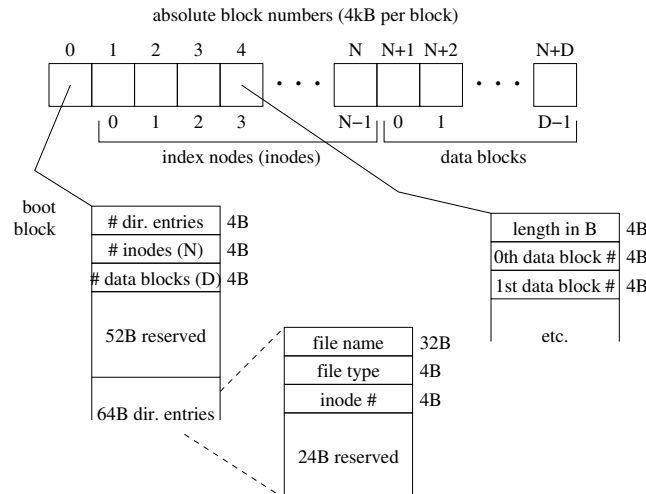 absolute block numbers (4kB per block)
0 1 2 3 4 N N+1 N+2 N+D
0 1 2 3 N−1 0 1 D−1
index nodes (inodes) data blocks
boot
block
# dir. entries 4B
# inodes (N) 4B
# data blocks (D) 4B
52B reserved
64B dir. entries
length in B 4B
0th data block # 4B
1st data block # 4B
etc.
file name 32B
file type 4B
inode # 4B
24B reserved